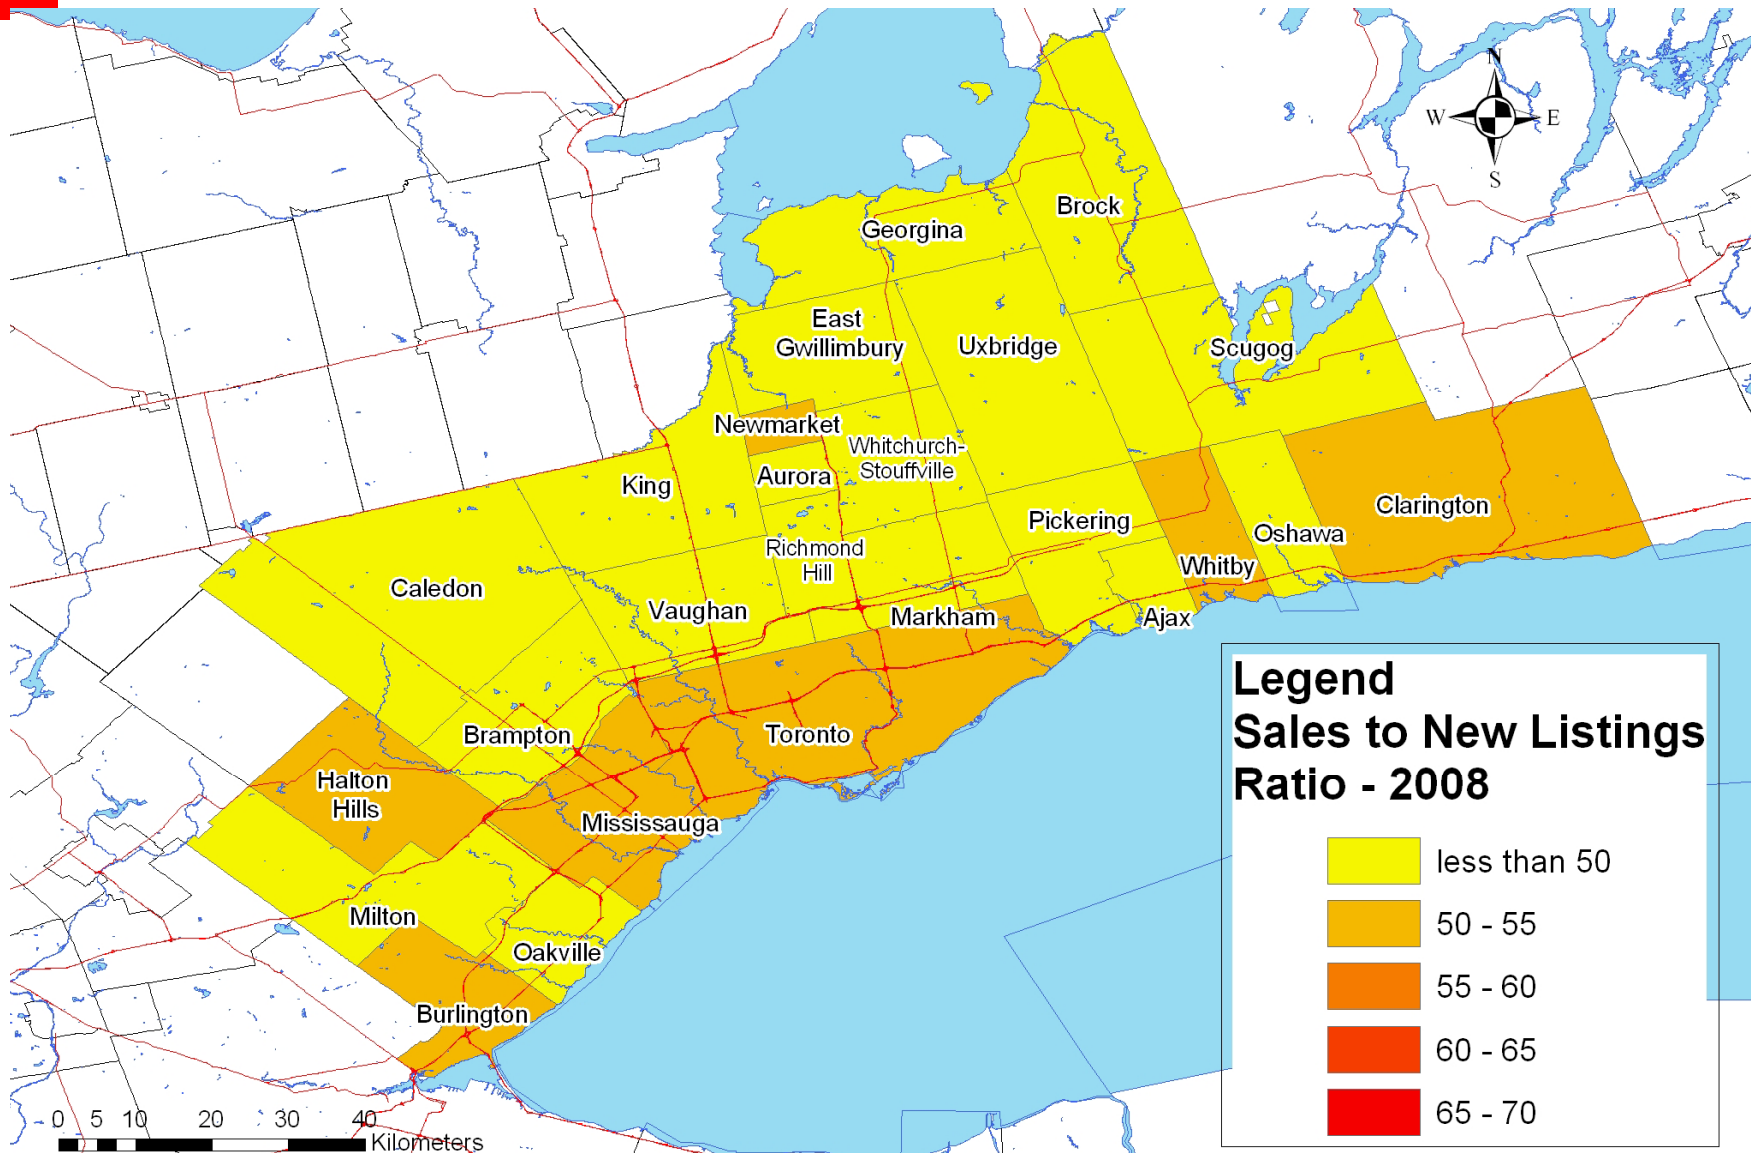 N
W E
S
Brock
Georgina
East
Gwillimbury
Uxbridge
Scugog
Newmarket
Whitchurch-
Stouffville
Aurora
King
Pickering
Clarington
Oshawa
Richmond
Hill
Whitby
Caledon
Vaughan
Markham
Ajax
Brampton
Toronto
Halton
Hills
Mississauga
Milton
Oakville
Burlington
Legend
Sales to New Listings
Ratio - 2008
less than 50
50 - 55
55 - 60
60 - 65
65 - 70
0 5 10 20 30 40
Kilometers